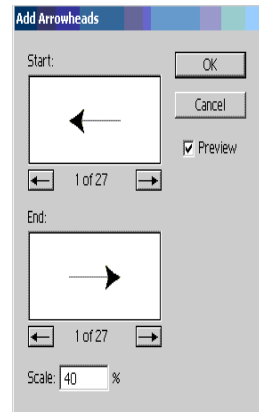 Add Arrowheads
Start:
OK
Cancel
Preview
1 of 27
End:
1 of 27
Scale: 40 %